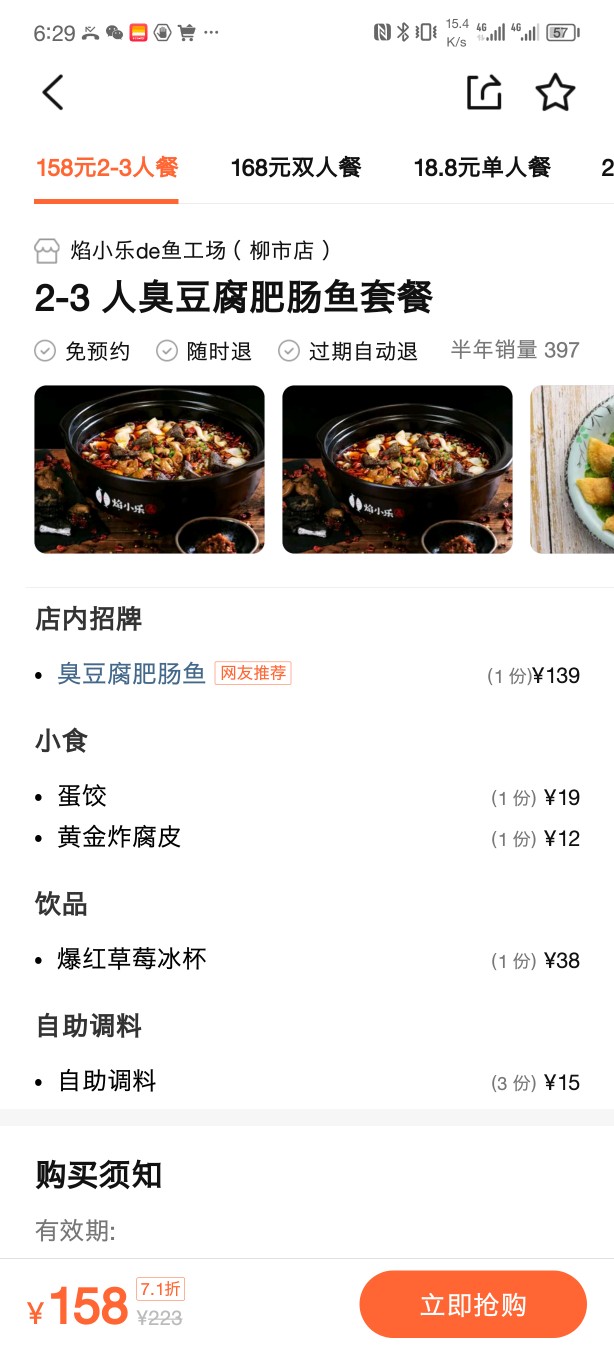 6:29
15.4
K/s
4G
4G
57
158元2-3人餐
168元双人餐
18.8元单人餐
2
焰小乐de鱼工场（柳市店）
2-3 人臭豆腐肥肠鱼套餐
免预约
随时退
过期自动退
半年销量 397
焰小乐
焰小乐
店内招牌
• 臭豆腐肥肠鱼 网友推荐 (1 份)¥139
小食
• 蛋饺 (1 份) ¥19
• 黄金炸腐皮 (1 份) ¥12
饮品
• 爆红草莓冰杯 (1 份) ¥38
自助调料
• 自助调料 (3 份) ¥15
购买须知
有效期:
¥158
7.1折
¥223
立即抢购